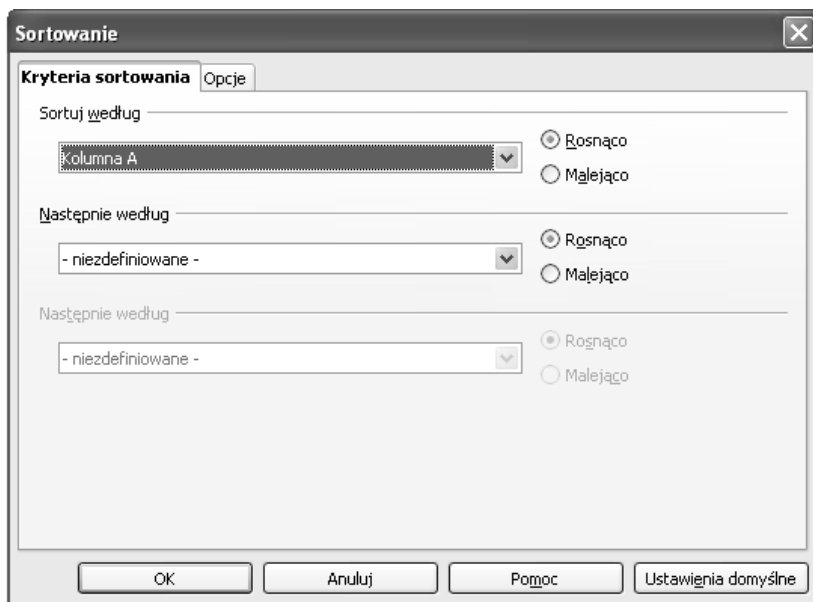 Sortowanie
Kryteria sortowania Opcje
Sortuj według
Kolumna A
Rosnąco
Malejąco
Następnie według
- niezdefiniowane -
Rosnąco
Malejąco
Następnie według
- niezdefiniowane -
Rosnąco
Malejąco
OK Anuluj Pomoc Ustawienia domyślne